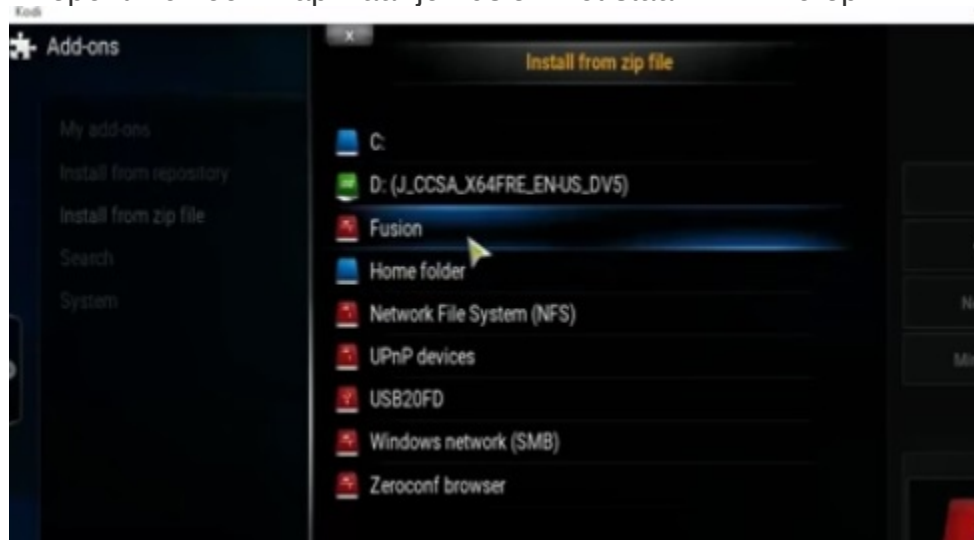 Kodi
Add-ons
My add-ons
Install from repository
Install from zip file
Search
System
x
Install from zip file
C:
D: (J_CCSA_X64FRE_EN-US_DV5)
Fusion
Home folder
Network File System (NFS)
UPnP devices
USB20FD
Windows network (SMB)
Zeroconf browser